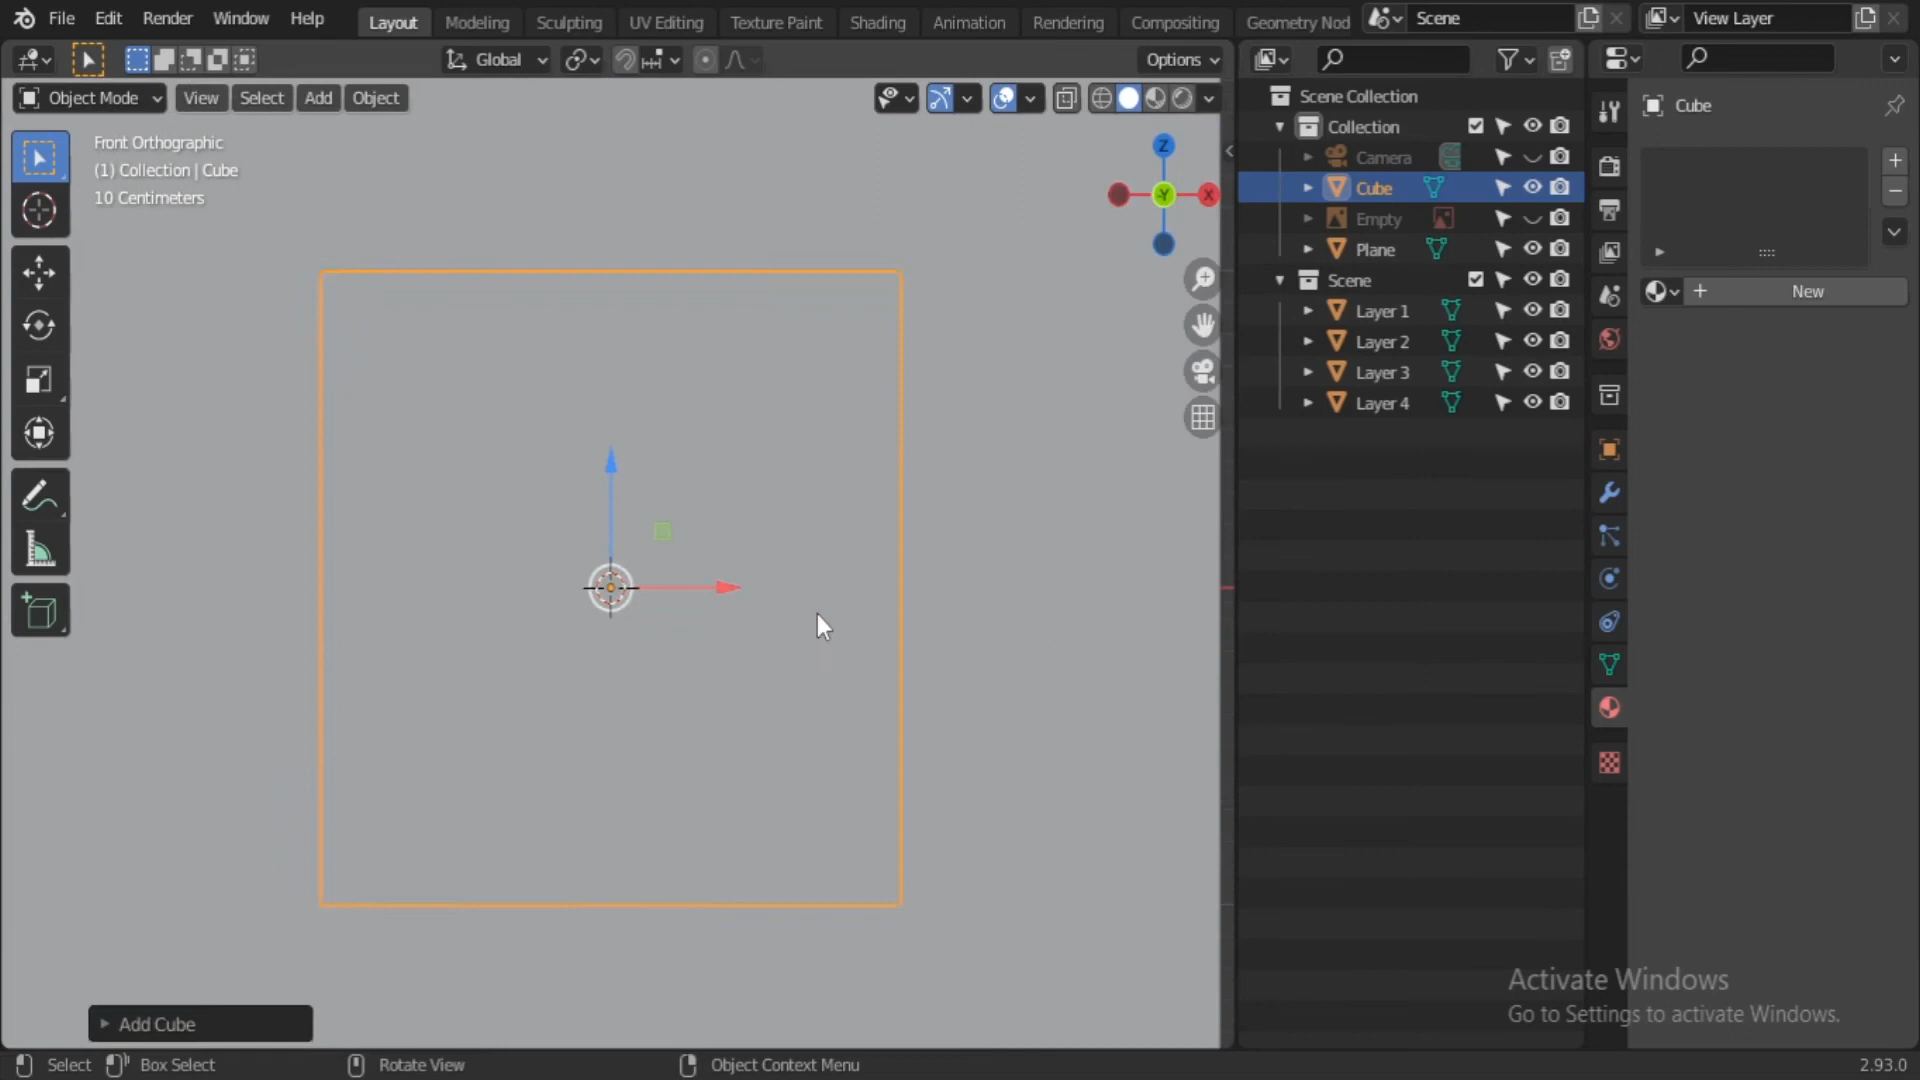 File Edit Render Window Help Layout Modeling Sculpting UV Editing Texture Paint Shading Animation Rendering Compositing Geometry Nod Scene View Layer
Global Options
Object Mode View Select Add Object
Front Orthographic
(1) Collection | Cube
10 Centimeters
Z
Y
X
Scene Collection
Collection
Camera
Cube
Empty
Plane
Scene
Layer 1
Layer 2
Layer 3
Layer 4
Cube
New
Add Cube
Activate Windows
Go to Settings to activate Windows.
Select Box Select Rotate View Object Context Menu 2.93.0